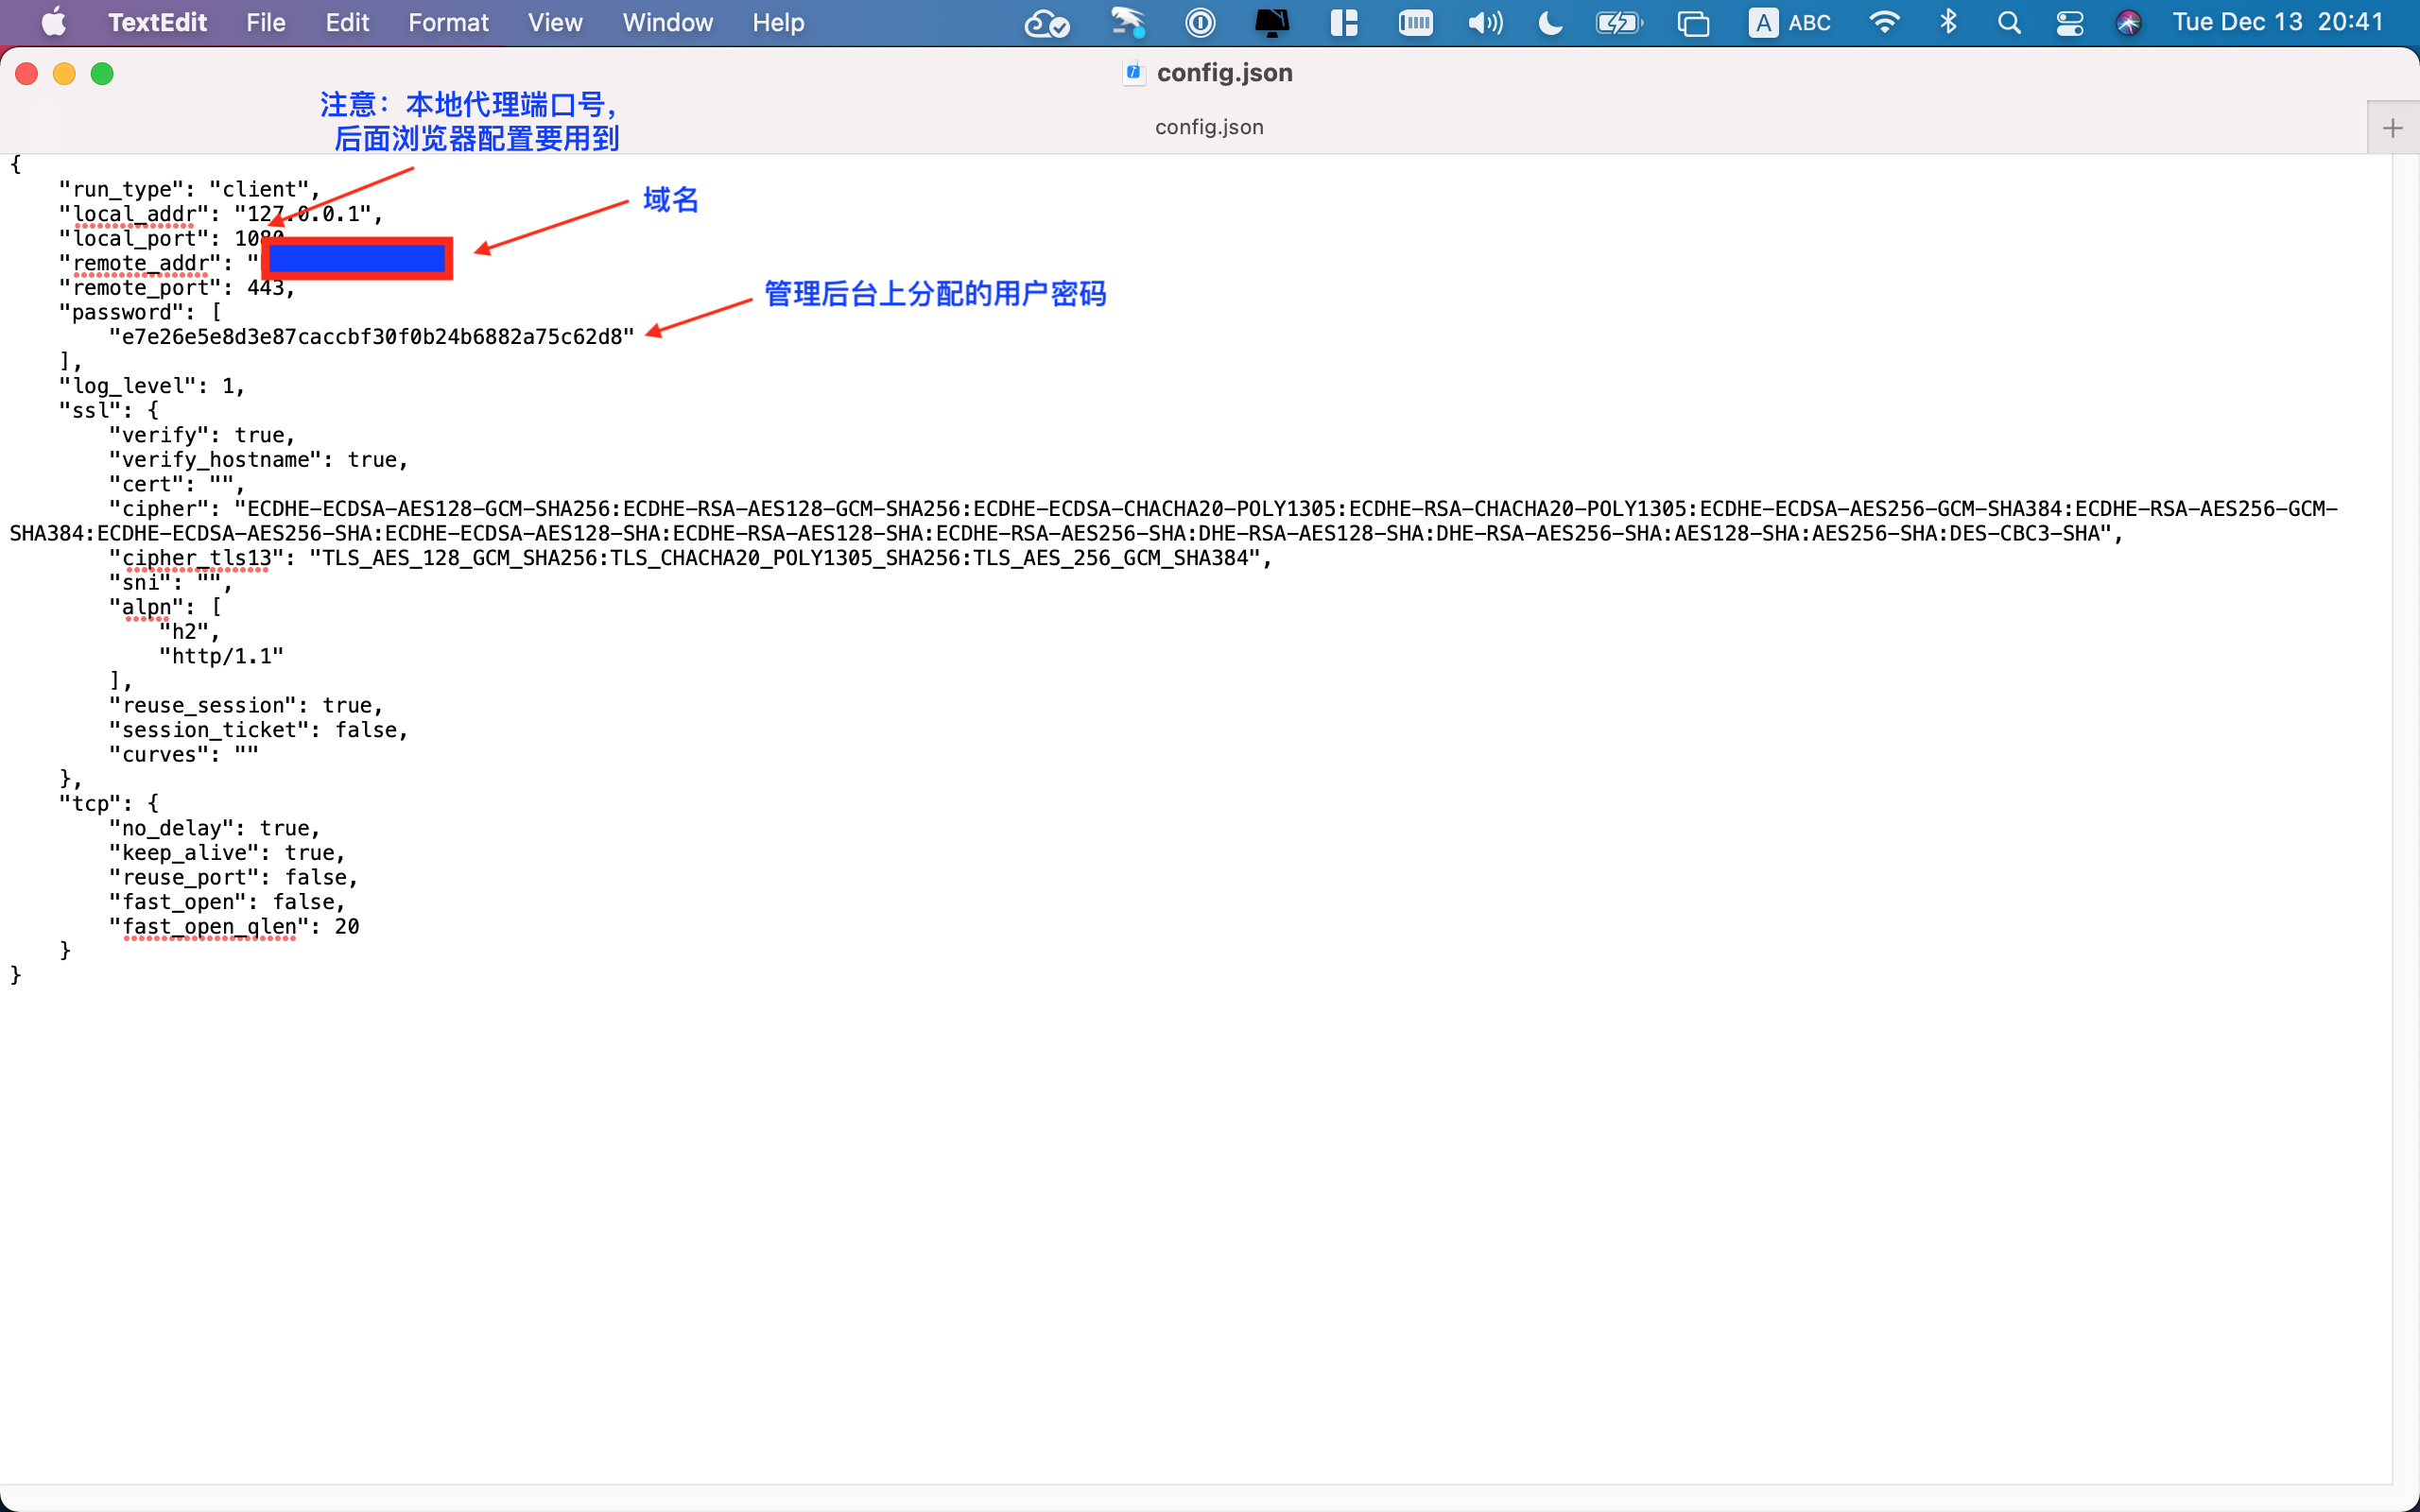 TextEdit File Edit Format View Window Help A ABC Tue Dec 13 20:41
config.json
注意：本地代理端口号，
后面浏览器配置要用到
config.json
{
    "run_type": "client",
    "local_addr": "127.0.0.1",
域名
    "local_port": 1080
    "remote_addr": "
    "remote_port": 443,
管理后台上分配的用户密码
    "password": [
        "e7e26e5e8d3e87caccbf30f0b24b6882a75c62d8"
    ],
    "log_level": 1,
    "ssl": {
        "verify": true,
        "verify_hostname": true,
        "cert": "",
        "cipher": "ECDHE-ECDSA-AES128-GCM-SHA256:ECDHE-RSA-AES128-GCM-SHA256:ECDHE-ECDSA-CHACHA20-POLY1305:ECDHE-RSA-CHACHA20-POLY1305:ECDHE-ECDSA-AES256-GCM-SHA384:ECDHE-RSA-AES256-GCM-
SHA384:ECDHE-ECDSA-AES256-SHA:ECDHE-ECDSA-AES128-SHA:ECDHE-RSA-AES128-SHA:ECDHE-RSA-AES256-SHA:DHE-RSA-AES128-SHA:DHE-RSA-AES256-SHA:AES128-SHA:AES256-SHA:DES-CBC3-SHA",
        "cipher_tls13": "TLS_AES_128_GCM_SHA256:TLS_CHACHA20_POLY1305_SHA256:TLS_AES_256_GCM_SHA384",
        "sni": "",
        "alpn": [
            "h2",
            "http/1.1"
        ],
        "reuse_session": true,
        "session_ticket": false,
        "curves": ""
    },
    "tcp": {
        "no_delay": true,
        "keep_alive": true,
        "reuse_port": false,
        "fast_open": false,
        "fast_open_qlen": 20
    }
}